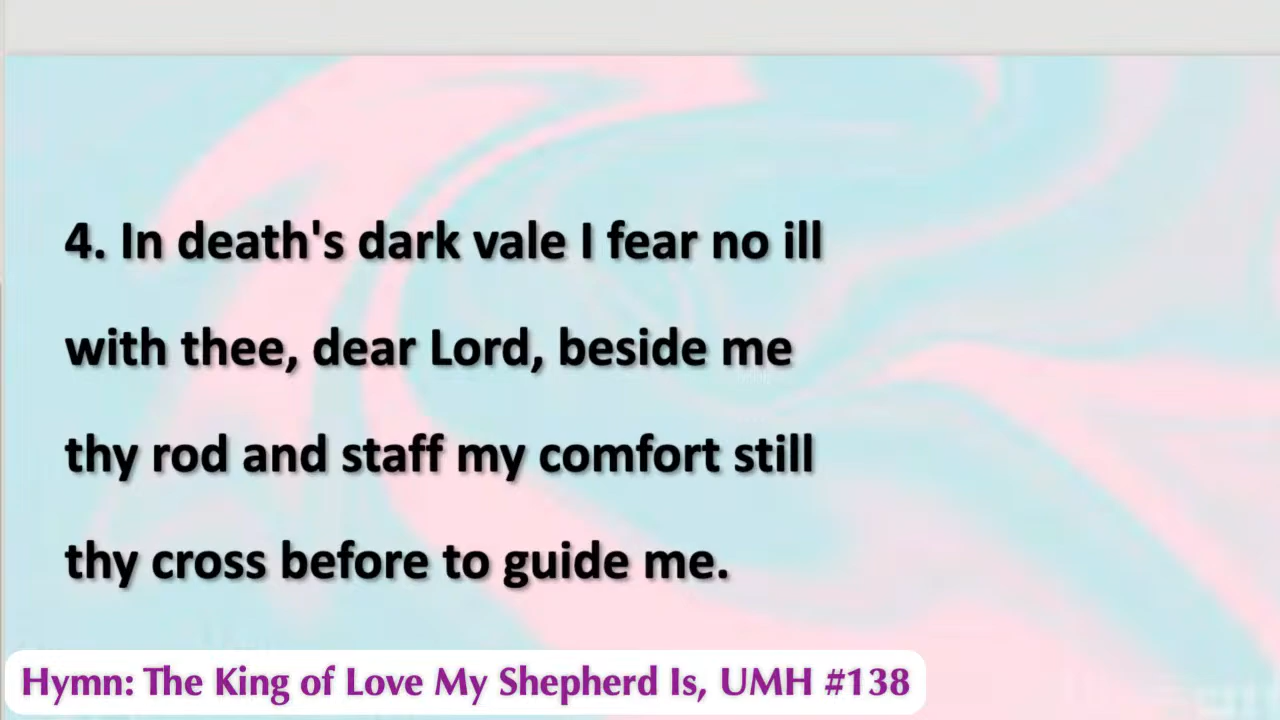 4. In death's dark vale I fear no ill
with thee, dear Lord, beside me
thy rod and staff my comfort still
thy cross before to guide me.
Hymn: The King of Love My Shepherd Is, UMH #138